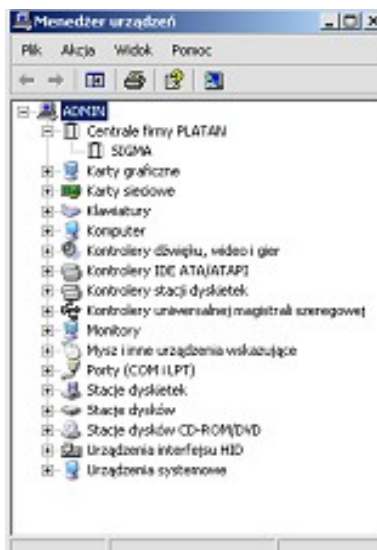 Menedżer urządzeń
Plik Akcja Widok Pomoc
ADMIN
Centrale firmy PLATAN
SIGMA
Karty graficzne
Karty sieciowe
Klawiatury
Komputer
Kontrolery dźwięku, wideo i gier
Kontrolery IDE ATA/ATAPI
Kontrolery stacji dyskietek
Kontrolery uniwersalnej magistrali szeregowej
Monitory
Mysz i inne urządzenia wskazujące
Porty (COM i LPT)
Stacje dyskietek
Stacje dysków
Stacje dysków CD-ROM/DVD
Urządzenia interfejsu HID
Urządzenia systemowe